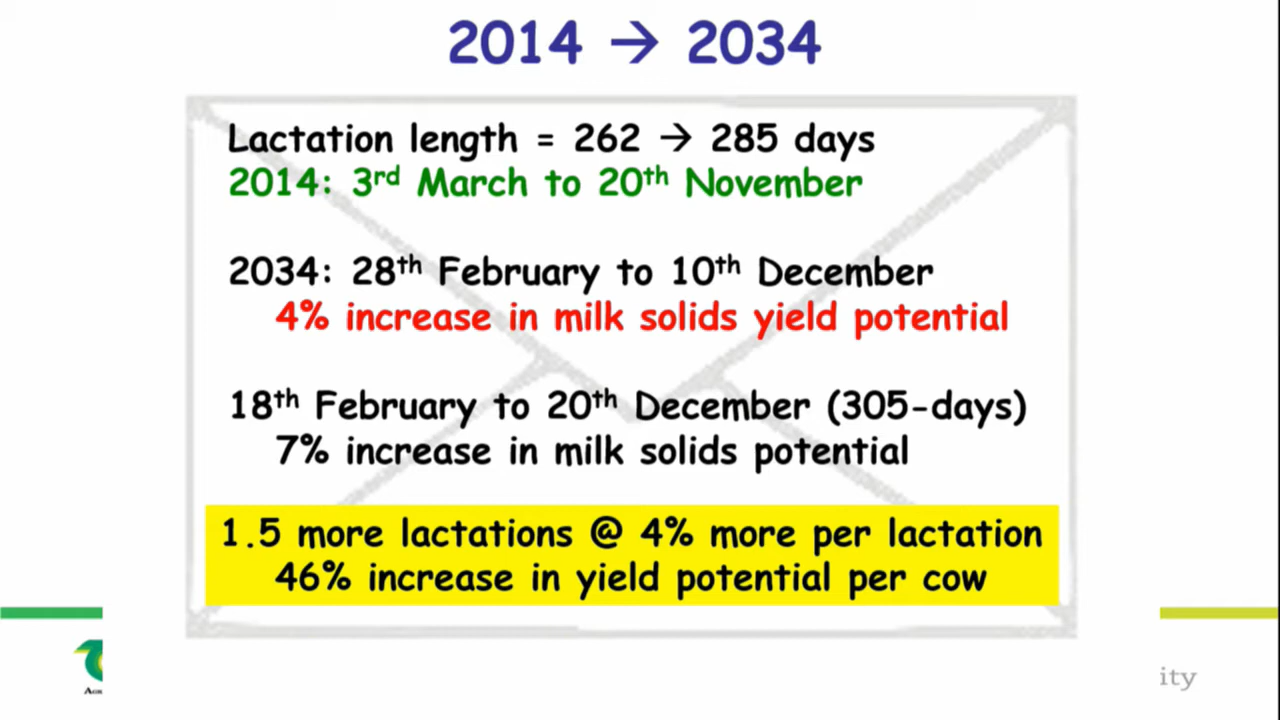 2014 → 2034
Lactation length = 262 → 285 days
2014: 3rd March to 20th November
2034: 28th February to 10th December
4% increase in milk solids yield potential
18th February to 20th December (305-days)
7% increase in milk solids potential
1.5 more lactations @ 4% more per lactation
46% increase in yield potential per cow
ity